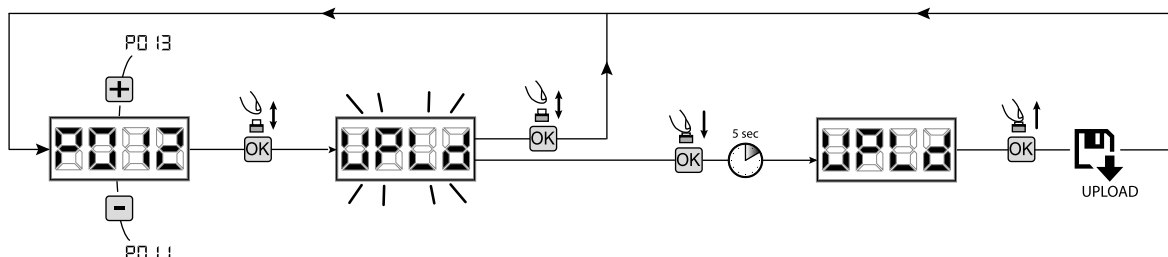 P013
+
5 sec
P012
OK
UPLd
OK
OK
UPLd
OK
-
UPLOAD
P011